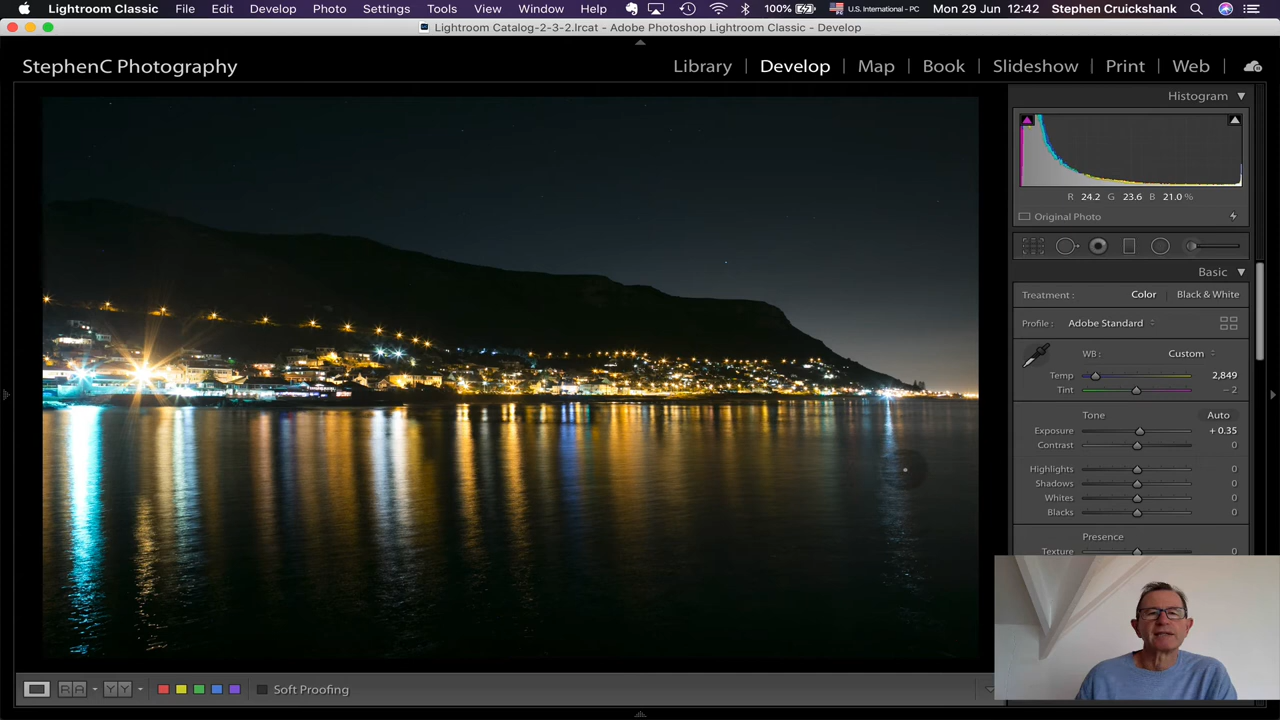 Lightroom Classic File Edit Develop Photo Settings Tools View Window Help 100% U.S. International - PC Mon 29 Jun 12:42 Stephen Cruickshank
Lightroom Catalog-2-3-2.lrcat - Adobe Photoshop Lightroom Classic - Develop
StephenC Photography Library | Develop | Map | Book | Slideshow | Print | Web
Histogram
R 24.2 G 23.6 B 21.0 %
Original Photo
Basic
Treatment : Color | Black & White
Profile : Adobe Standard
WB : Custom
Temp 2,849
Tint – 2
Tone Auto
Exposure + 0.35
Contrast 0
Highlights 0
Shadows 0
Whites 0
Blacks 0
Presence
Texture 0
R A Y Y Soft Proofing